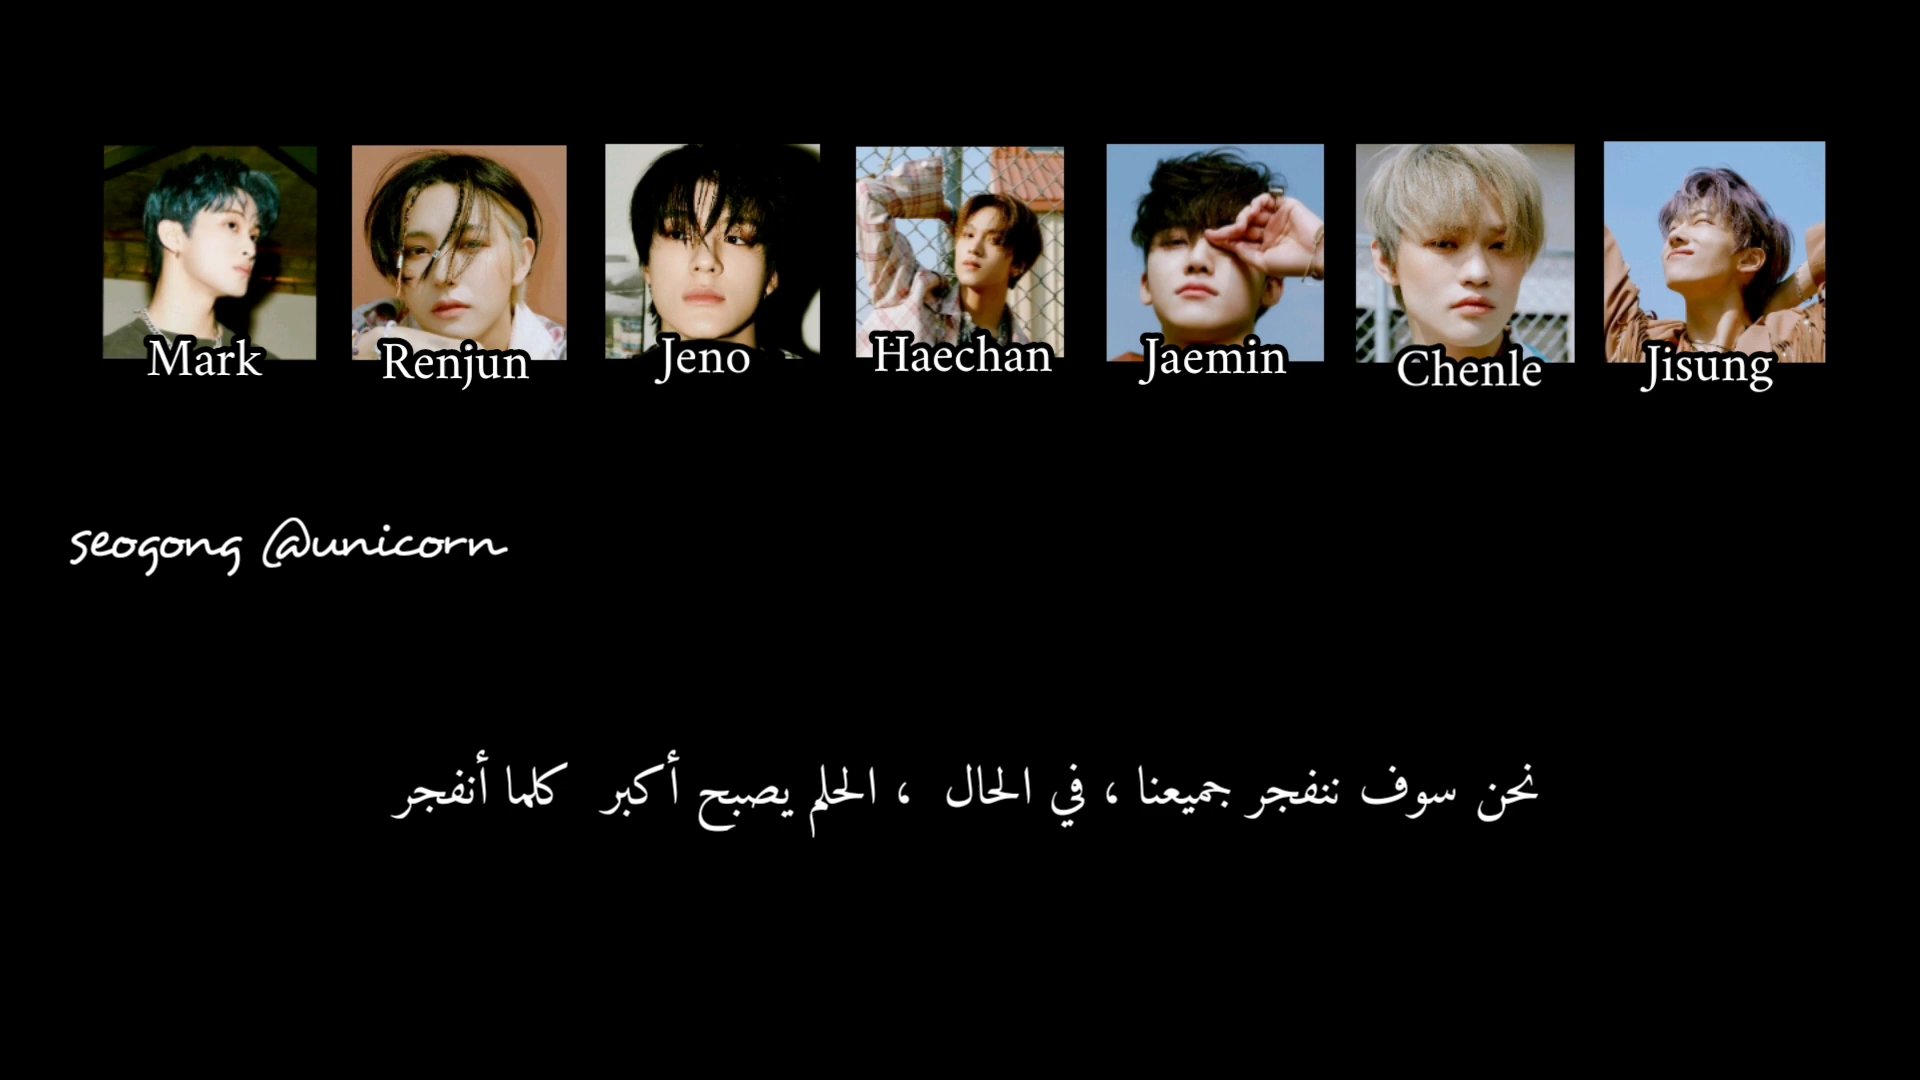 Mark Renjun Jeno Haechan Jaemin Chenle Jisung
seogong @unicorn
نحن سوف ننفجر جميعنا ، في الحال ، الحلم يصبح أكبر كلما أنفجر